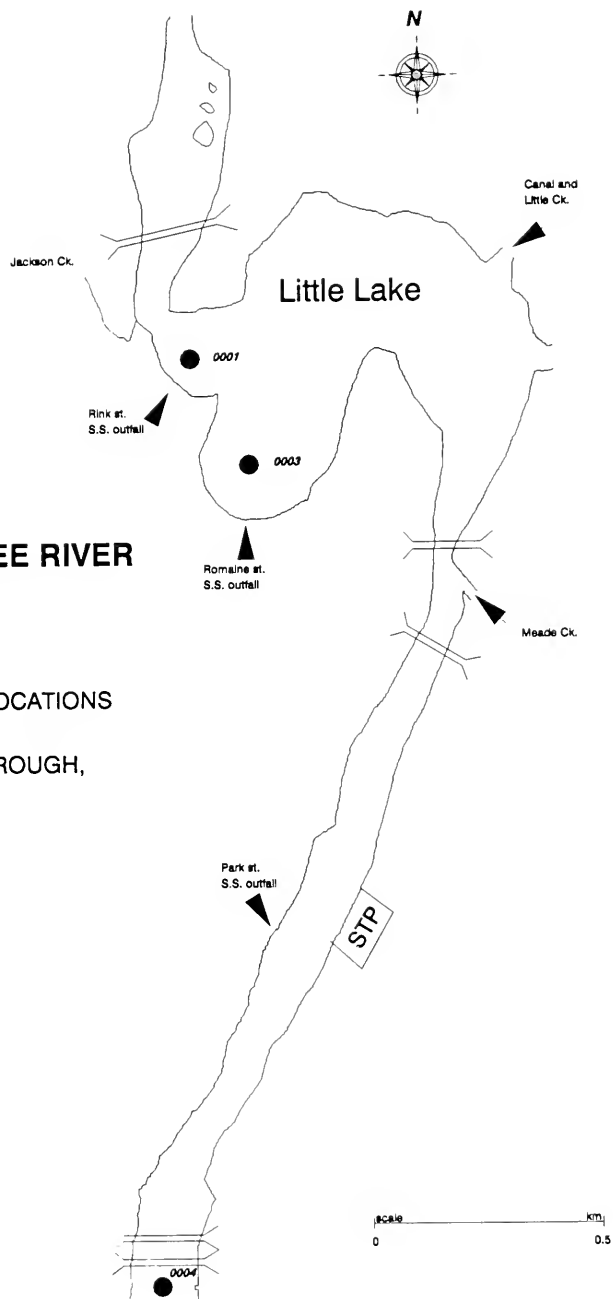 N
Canal and
Little Ck.
Jackson Ck.
Little Lake
0001
Rink st.
S.S. outfall
0003
EE RIVER
Romaine st.
S.S. outfall
Meade Ck.
OCATIONS
ROUGH,
Park st.
S.S. outfall
STP
scale km
0 0.5
0004